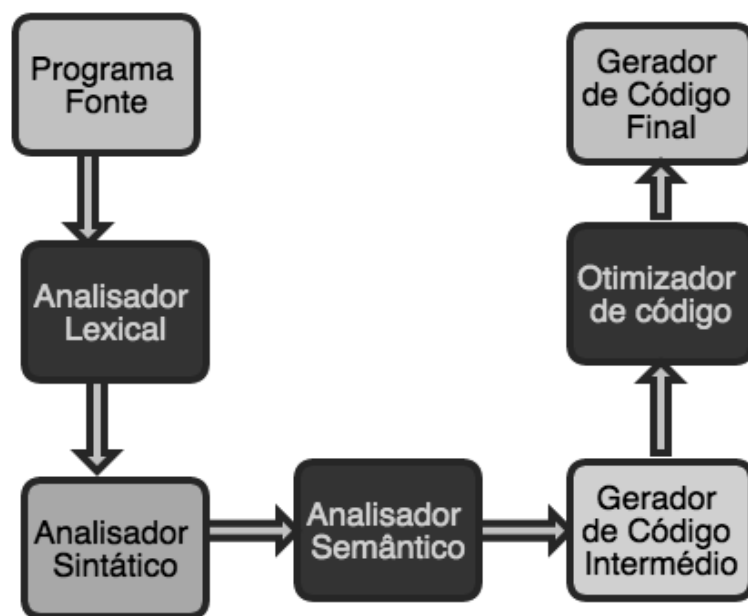 Programa
Fonte
Analisador
Lexical
Analisador
Sintático
Analisador
Semântico
Gerador
de Código
Intermédio
Otimizador
de código
Gerador
de Código
Final